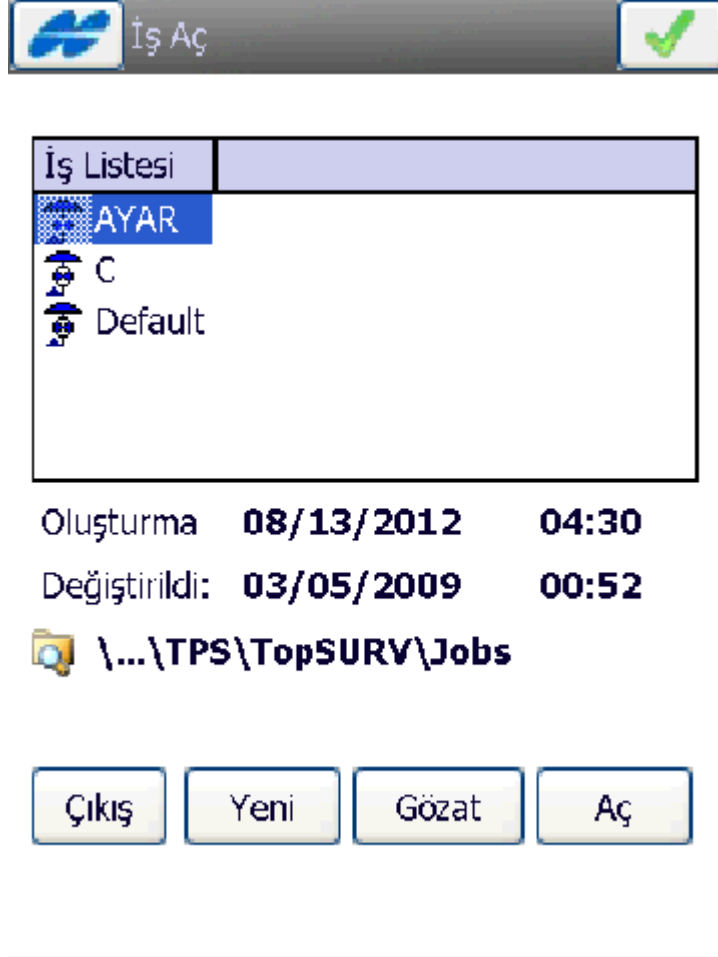 İş Aç
İş Listesi
AYAR
C
Default
Oluşturma 08/13/2012 04:30
Değiştirildi: 03/05/2009 00:52
\...\TPS\TopSURV\Jobs
Çıkış Yeni Gözat Aç